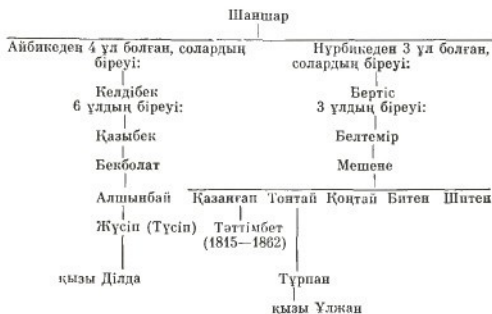 Шаншар
Айбикеден 4 ұл болған, солардың
біреуі:
Нұрбикеден 3 ұл болған,
солардың біреуі:
Келдібек
6 ұлдың біреуі:
Бертіс
3 ұлдың біреуі:
Қазыбек
Белтемір
Бекболат
Мешене
Алшынбай Қазанғап Тонтай Қоңтай Битен Шитен
Жүсіп (Түсіп) Тәттімбет
(1815—1862)
қызы Ділда
Тұрпан
қызы Ұлжан